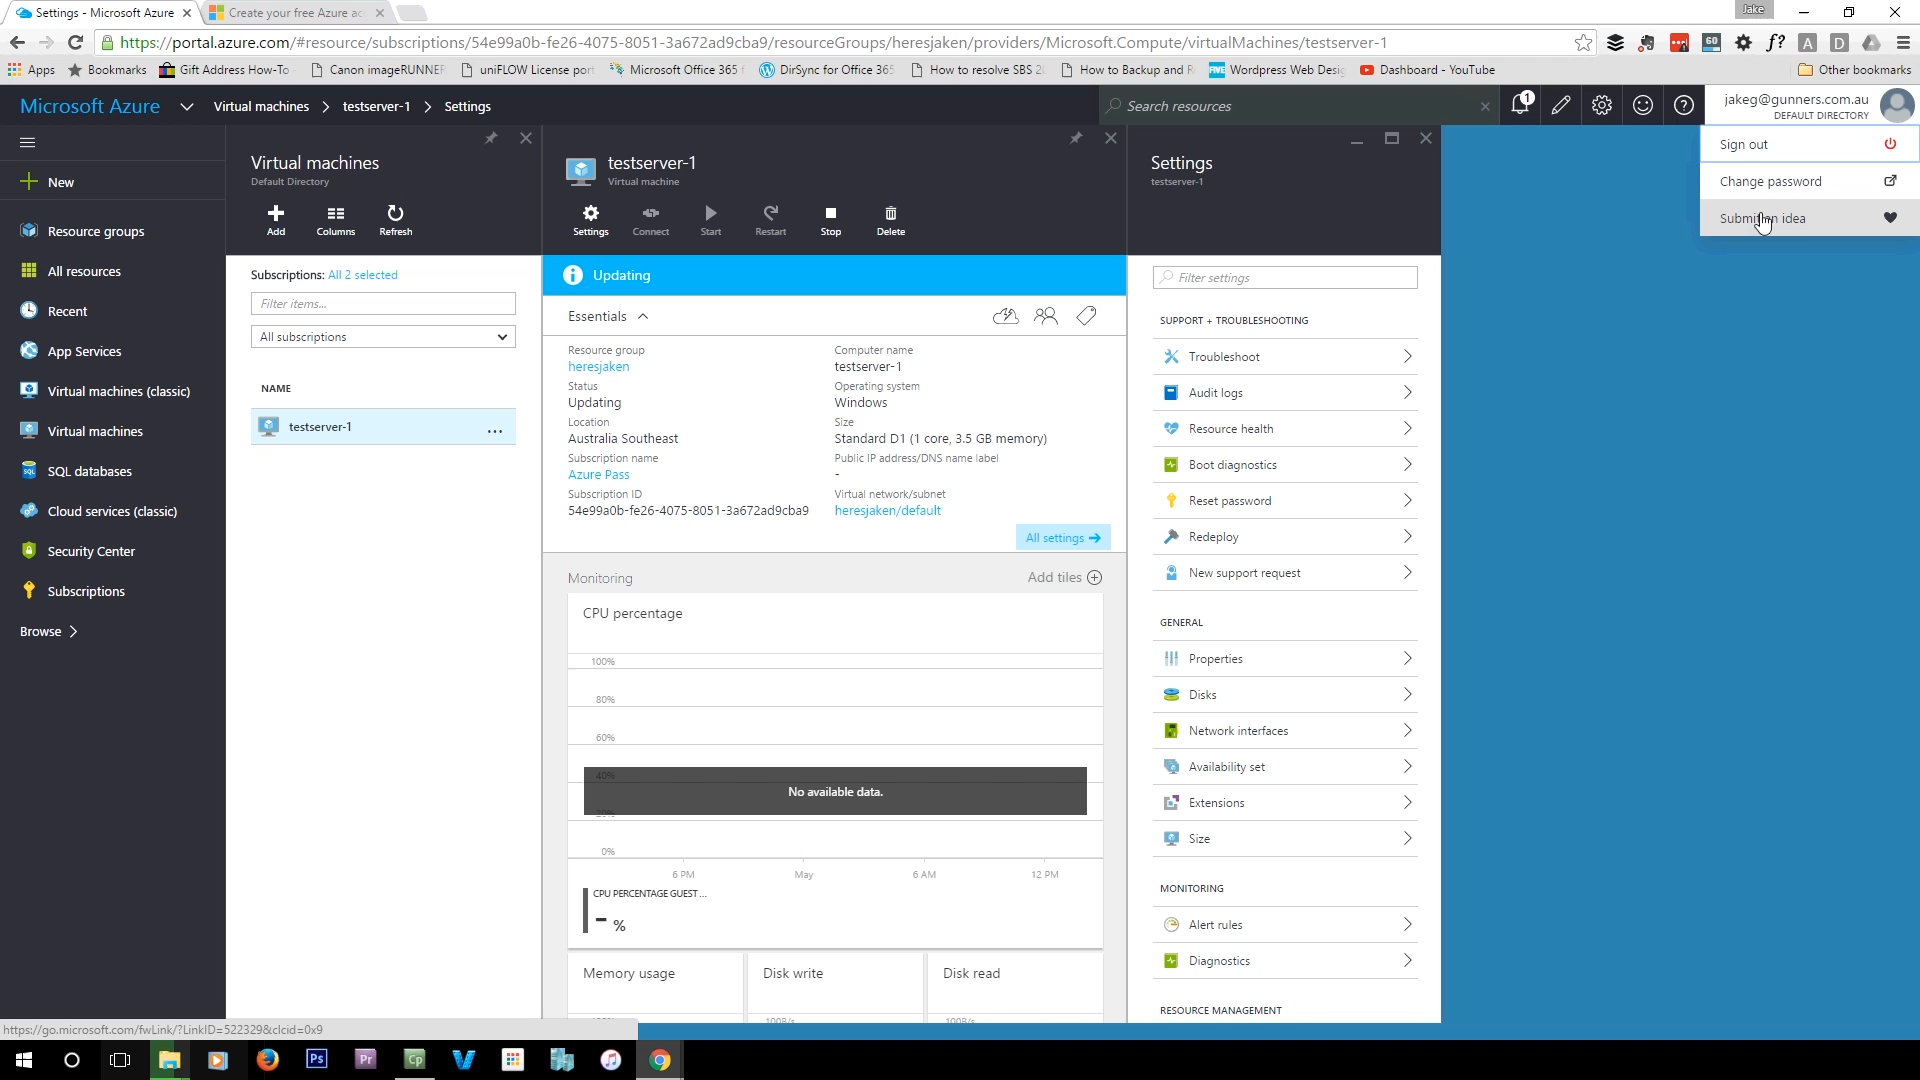 Settings - Microsoft Azure
Create your free Azure ac
Jake
https://portal.azure.com/#resource/subscriptions/54e99a0b-fe26-4075-8051-3a672ad9cba9/resourceGroups/heresjaken/providers/Microsoft.Compute/virtualMachines/testserver-1
60
f?
A
D
Apps
Bookmarks
Gift Address How-To
Canon imageRUNNER
uniFLOW License port
Microsoft Office 365
DirSync for Office 365
How to resolve SBS 20
How to Backup and R
FIVE
Wordpress Web Desig
Dashboard - YouTube
Other bookmarks
Microsoft Azure
Virtual machines > testserver-1 > Settings
Search resources
1
jakeg@gunners.com.au
DEFAULT DIRECTORY
Sign out
Change password
idea
New
Resource groups
All resources
Recent
App Services
Virtual machines (classic)
Virtual machines
SQL databases
Cloud services (classic)
Security Center
Subscriptions
Browse >
Virtual machines
Default Directory
Add
Columns
Refresh
Subscriptions: All 2 selected
Filter items...
All subscriptions
NAME
testserver-1
...
testserver-1
Virtual machine
Settings
Connect
Start
Restart
Stop
Delete
Updating
Essentials
Resource group
heresjaken
Status
Updating
Location
Australia Southeast
Subscription name
Azure Pass
Subscription ID
54e99a0b-fe26-4075-8051-3a672ad9cba9
Computer name
testserver-1
Operating system
Windows
Size
Standard D1 (1 core, 3.5 GB memory)
Public IP address/DNS name label
-
Virtual network/subnet
heresjaken/default
All settings
Monitoring
Add tiles
CPU percentage
100%
80%
60%
40%
No available data.
20%
0%
6 PM
May
6 AM
12 PM
CPU PERCENTAGE GUEST ...
- %
Memory usage
Disk write
Disk read
100B/s
100B/s
Settings
testserver-1
Filter settings
SUPPORT + TROUBLESHOOTING
Troubleshoot
Audit logs
Resource health
Boot diagnostics
Reset password
Redeploy
New support request
GENERAL
Properties
Disks
Network interfaces
Availability set
Extensions
Size
MONITORING
Alert rules
Diagnostics
RESOURCE MANAGEMENT
https://go.microsoft.com/fwLink/?LinkID=522329&clcid=0x9
Ps
Pr
Cp